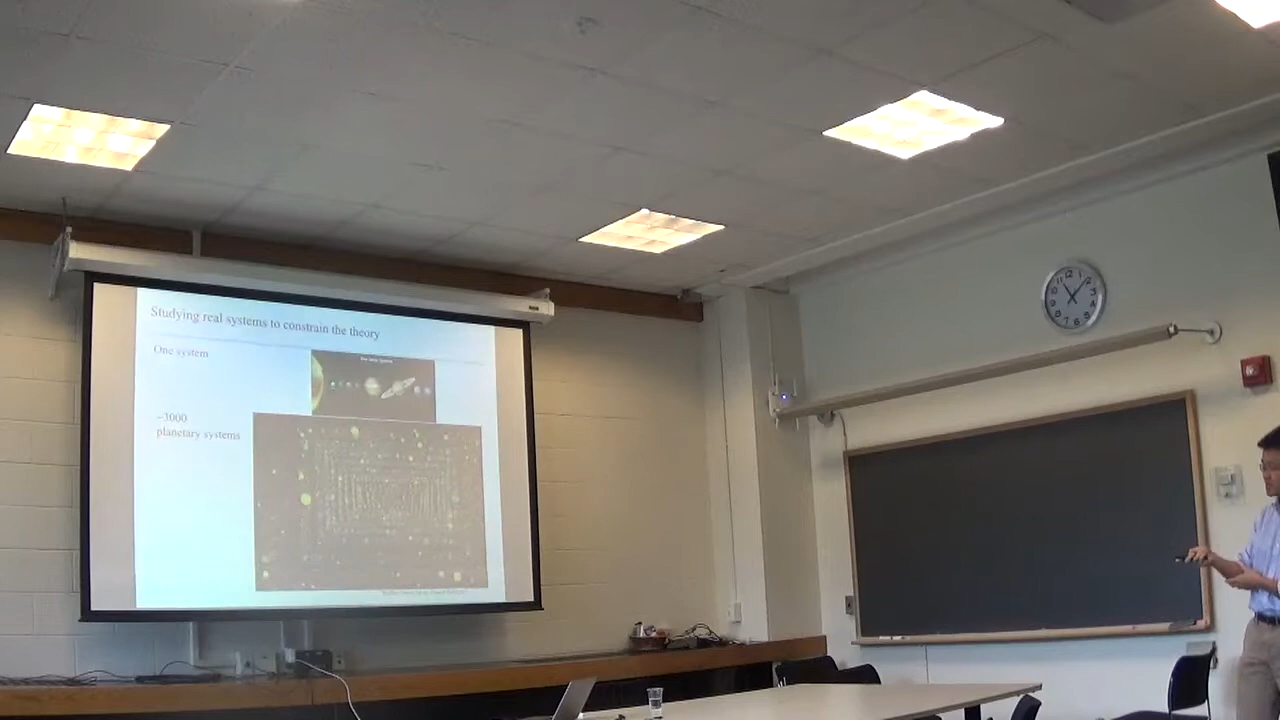 Studying real systems to constrain the theory
One system
~3000
planetary systems